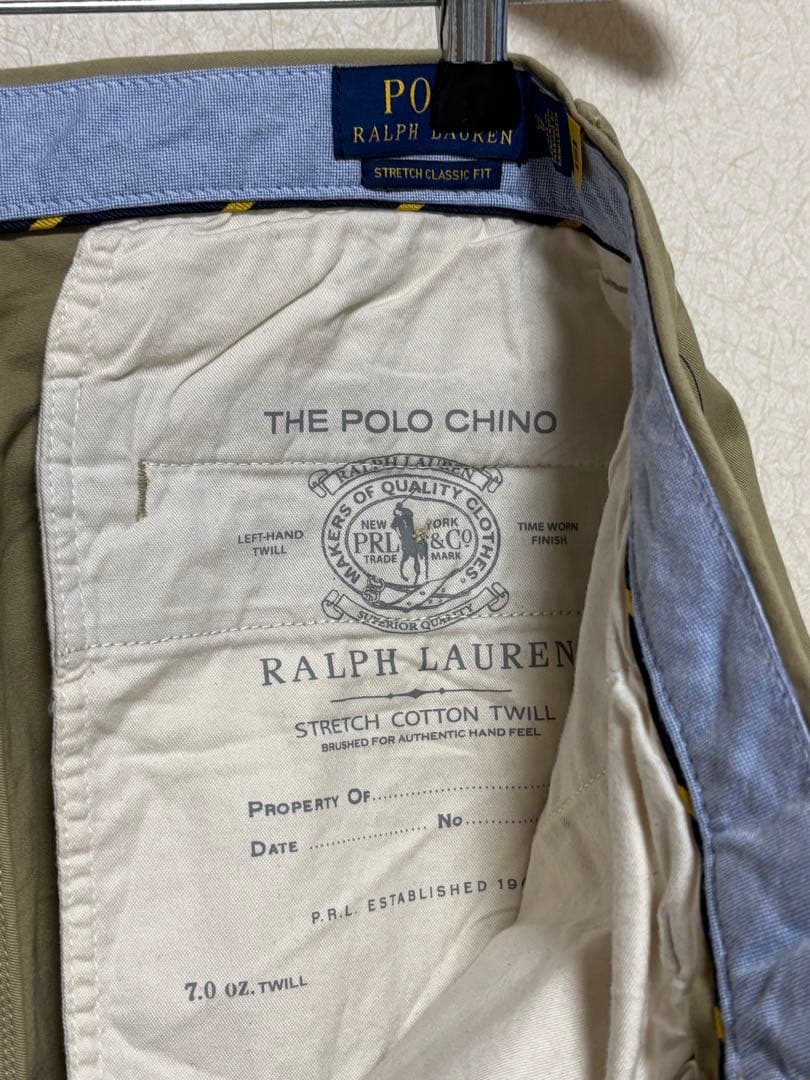 PO
RALPH LAUREN
STRETCH CLASSIC FIT
THE POLO CHINO
RALPH LAUREN
MAKERS OF QUALITY CLOTHES.
NEW YORK
PRL &Co
TRADE MARK
SUPERIOR QUALITY
LEFT-HAND
TWILL
TIME WORN
FINISH
RALPH LAUREN
STRETCH COTTON TWILL
BRUSHED FOR AUTHENTIC HAND FEEL
PROPERTY OF
DATE No
P.R.L. ESTABLISHED 19
7.0 oz. TWILL